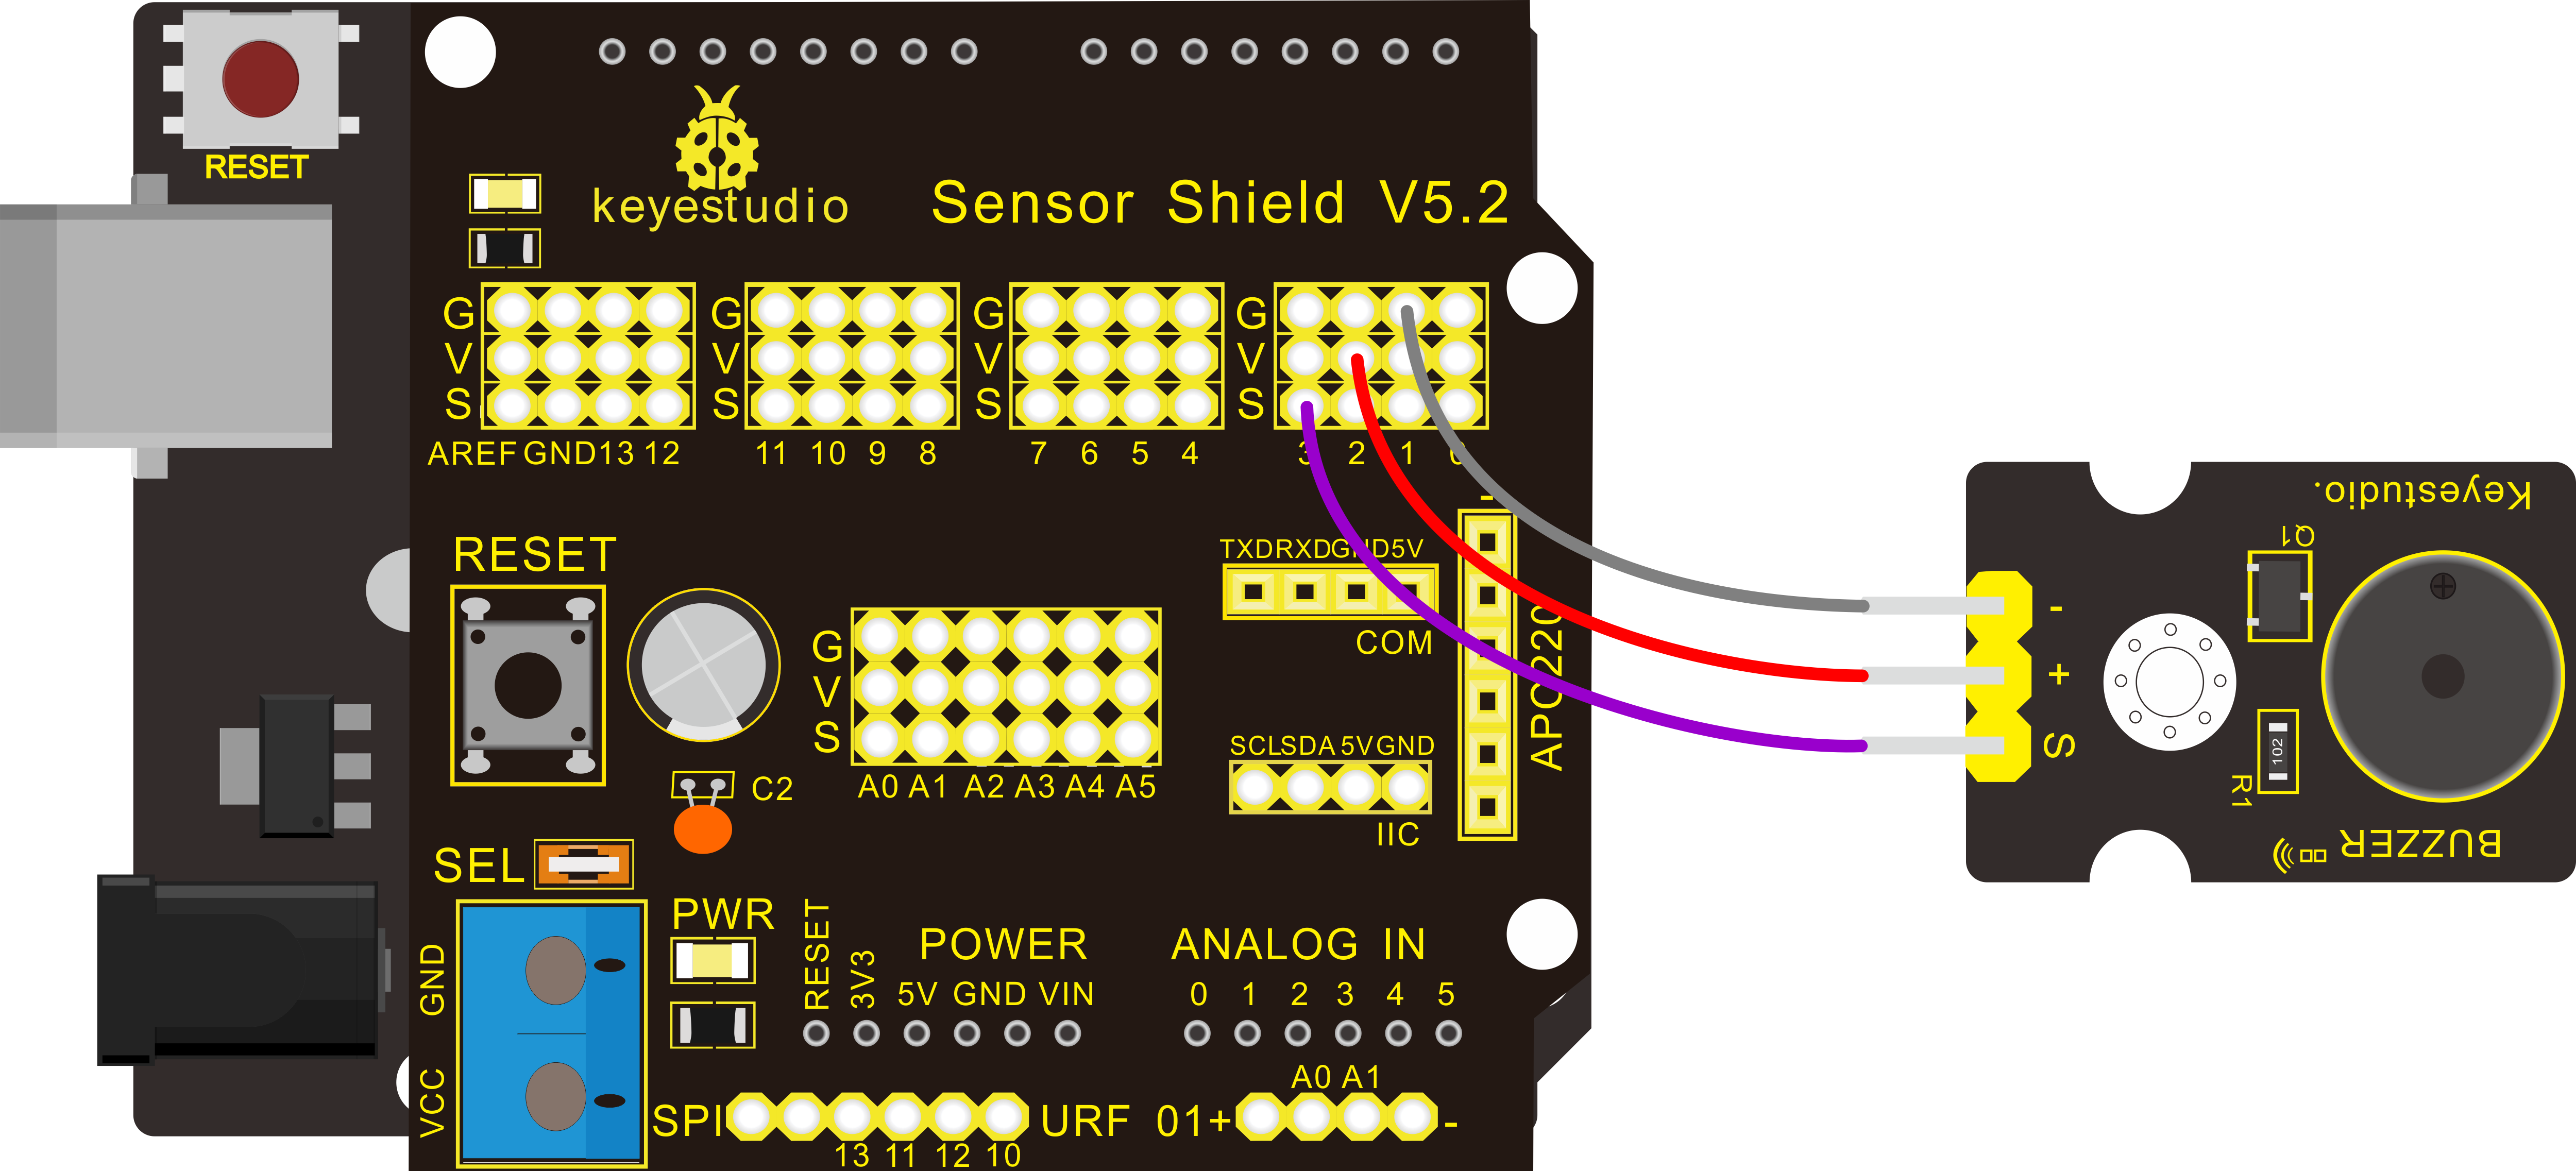 RESET
keyestudio
Sensor Shield V5.2
G G G G
V V V V
S S S S
AREF GND 13 12 11 10 9 8 7 6 5 4 3 2 1 0
-
Keyestudio.
Q1
RESET
TXD RXD GND 5V
COM
APC220
-
+
S
G
V
S
A0 A1 A2 A3 A4 A5
SCL SDA 5V GND
IIC
C2
102
R1
BUZZER
SEL
PWR
GND
VCC
RESET
3V3
POWER
5V GND VIN
ANALOG IN
0 1 2 3 4 5
A0 A1
SPI
URF 01+
-
13 11 12 10